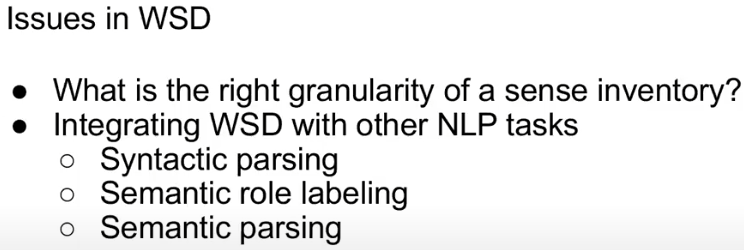 Issues in WSD
● What is the right granularity of a sense inventory?
● Integrating WSD with other NLP tasks
○ Syntactic parsing
○ Semantic role labeling
○ Semantic parsing